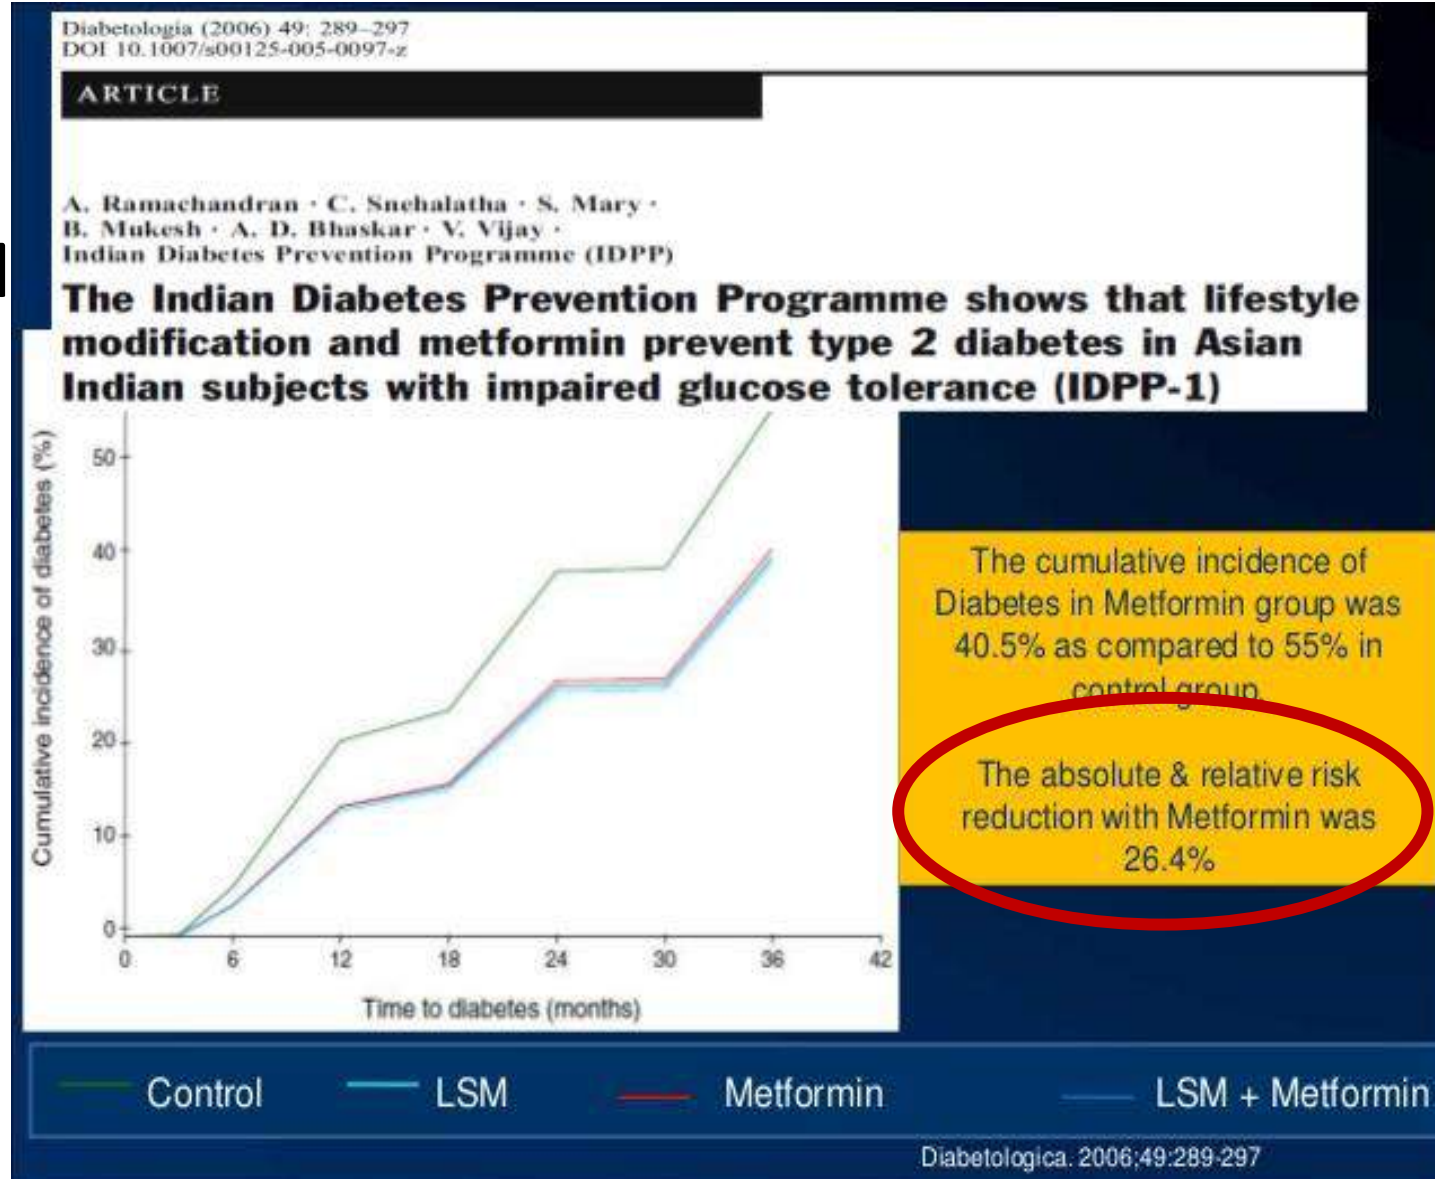 Diabetologia (2006) 49: 289–297
DOI 10.1007/s00125-005-0097-z
ARTICLE
A. Ramachandran · C. Snehalatha · S. Mary ·
B. Mukesh · A. D. Bhaskar · V. Vijay ·
Indian Diabetes Prevention Programme (IDPP)
The Indian Diabetes Prevention Programme shows that lifestyle
modification and metformin prevent type 2 diabetes in Asian
Indian subjects with impaired glucose tolerance (IDPP-1)
Cumulative incidence of diabetes (%)
50
40
30
20
10
0
0 6 12 18 24 30 36 42
Time to diabetes (months)
The cumulative incidence of
Diabetes in Metformin group was
40.5% as compared to 55% in
control group.
The absolute & relative risk
reduction with Metformin was
26.4%
Control LSM Metformin LSM + Metformin
Diabetologica. 2006;49:289-297